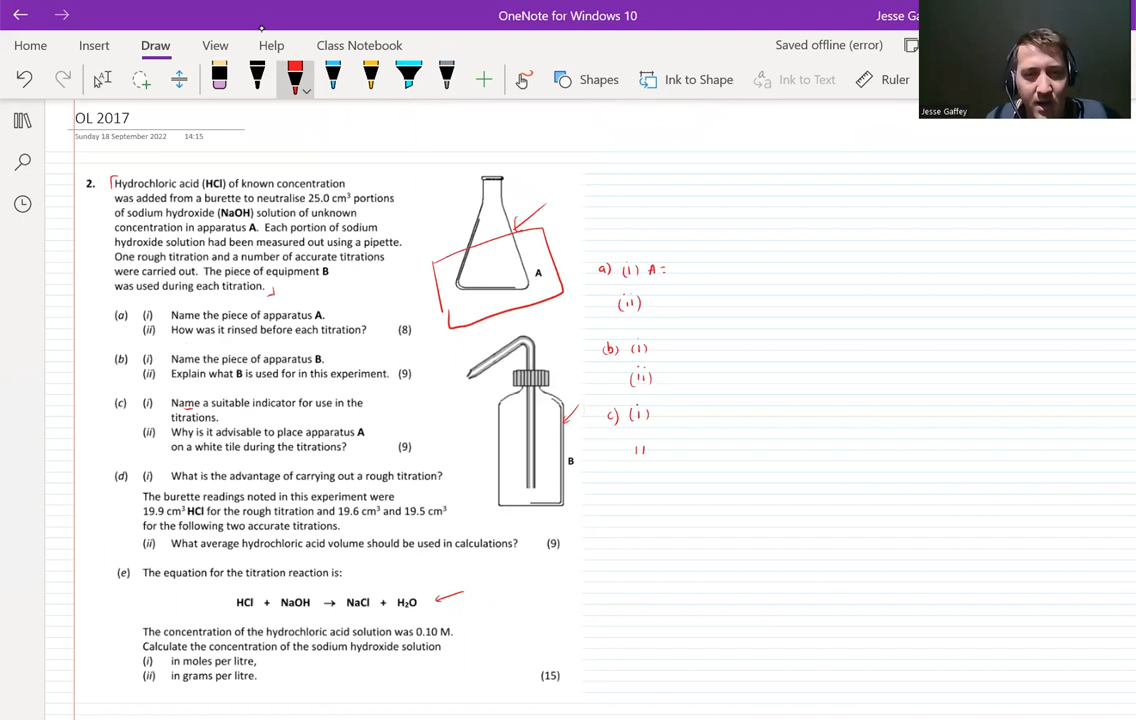 OneNote for Windows 10
Jesse Ga
Home Insert Draw View Help Class Notebook
Saved offline (error)
Shapes Ink to Shape Ink to Text Ruler
Jesse Gaffey
OL 2017
Sunday 18 September 2022 14:15
2. Hydrochloric acid (HCl) of known concentration
was added from a burette to neutralise 25.0 cm³ portions
of sodium hydroxide (NaOH) solution of unknown
concentration in apparatus A. Each portion of sodium
hydroxide solution had been measured out using a pipette.
One rough titration and a number of accurate titrations
were carried out. The piece of equipment B
was used during each titration.
A
(a) (i) Name the piece of apparatus A.
(ii) How was it rinsed before each titration? (8)
(b) (i) Name the piece of apparatus B.
(ii) Explain what B is used for in this experiment. (9)
(c) (i) Name a suitable indicator for use in the
titrations.
(ii) Why is it advisable to place apparatus A
on a white tile during the titrations? (9)
B
(d) (i) What is the advantage of carrying out a rough titration?
The burette readings noted in this experiment were
19.9 cm³ HCl for the rough titration and 19.6 cm³ and 19.5 cm³
for the following two accurate titrations.
(ii) What average hydrochloric acid volume should be used in calculations? (9)
(e) The equation for the titration reaction is:
HCl + NaOH → NaCl + H₂O
The concentration of the hydrochloric acid solution was 0.10 M.
Calculate the concentration of the sodium hydroxide solution
(i) in moles per litre,
(ii) in grams per litre. (15)
a) (i) A =
(ii)
(b) (i)
(ii)
c) (i)
ii